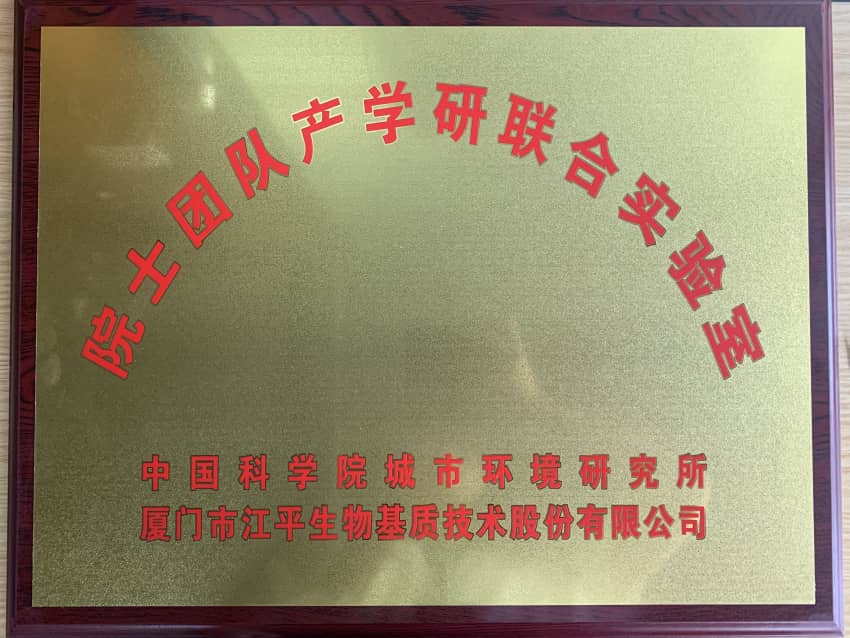 院士团队产学研联合实验室
中国科学院城市环境研究所
厦门市江平生物基质技术股份有限公司